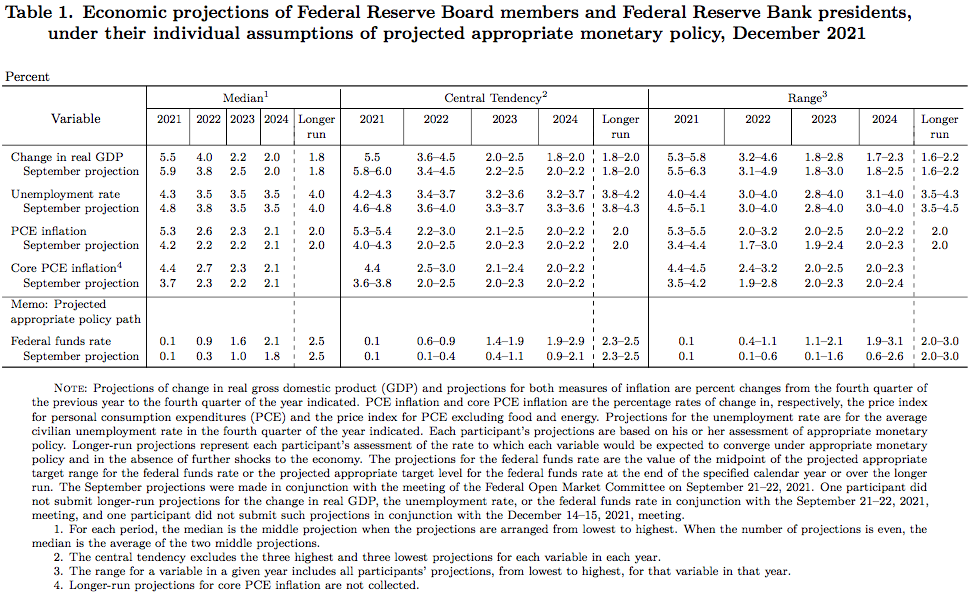 Table 1. Economic projections of Federal Reserve Board members and Federal Reserve Bank presidents,
under their individual assumptions of projected appropriate monetary policy, December 2021
Percent
Variable Median1 Central Tendency2 Range3
2021 2022 2023 2024 Longer run 2021 2022 2023 2024 Longer run 2021 2022 2023 2024 Longer run
Change in real GDP 5.5 4.0 2.2 2.0 1.8 5.5 3.6–4.5 2.0–2.5 1.8–2.0 1.8–2.0 5.3–5.8 3.2–4.6 1.8–2.8 1.7–2.3 1.6–2.2
September projection 5.9 3.8 2.5 2.0 1.8 5.8–6.0 3.4–4.5 2.2–2.5 2.0–2.2 1.8–2.0 5.5–6.3 3.1–4.9 1.8–3.0 1.8–2.5 1.6–2.2
Unemployment rate 4.3 3.5 3.5 3.5 4.0 4.2–4.3 3.4–3.7 3.2–3.6 3.2–3.7 3.8–4.2 4.0–4.4 3.0–4.0 2.8–4.0 3.1–4.0 3.5–4.3
September projection 4.8 3.8 3.5 3.5 4.0 4.6–4.8 3.6–4.0 3.3–3.7 3.3–3.6 3.8–4.3 4.5–5.1 3.0–4.0 2.8–4.0 3.0–4.0 3.5–4.5
PCE inflation 5.3 2.6 2.3 2.1 2.0 5.3–5.4 2.2–3.0 2.1–2.5 2.0–2.2 2.0 5.3–5.5 2.0–3.2 2.0–2.5 2.0–2.2 2.0
September projection 4.2 2.2 2.2 2.1 2.0 4.0–4.3 2.0–2.5 2.0–2.3 2.0–2.2 2.0 3.4–4.4 1.7–3.0 1.9–2.4 2.0–2.3 2.0
Core PCE inflation4 4.4 2.7 2.3 2.1 4.4 2.5–3.0 2.1–2.4 2.0–2.2 4.4–4.5 2.4–3.2 2.0–2.5 2.0–2.3
September projection 3.7 2.3 2.2 2.1 3.6–3.8 2.0–2.5 2.0–2.3 2.0–2.2 3.5–4.2 1.9–2.8 2.0–2.3 2.0–2.4
Memo: Projected
appropriate policy path
Federal funds rate 0.1 0.9 1.6 2.1 2.5 0.1 0.6–0.9 1.4–1.9 1.9–2.9 2.3–2.5 0.1 0.4–1.1 1.1–2.1 1.9–3.1 2.0–3.0
September projection 0.1 0.3 1.0 1.8 2.5 0.1 0.1–0.4 0.4–1.1 0.9–2.1 2.3–2.5 0.1 0.1–0.6 0.1–1.6 0.6–2.6 2.0–3.0
NOTE: Projections of change in real gross domestic product (GDP) and projections for both measures of inflation are percent changes from the fourth quarter of
the previous year to the fourth quarter of the year indicated. PCE inflation and core PCE inflation are the percentage rates of change in, respectively, the price index
for personal consumption expenditures (PCE) and the price index for PCE excluding food and energy. Projections for the unemployment rate are for the average
civilian unemployment rate in the fourth quarter of the year indicated. Each participant's projections are based on his or her assessment of appropriate monetary
policy. Longer-run projections represent each participant's assessment of the rate to which each variable would be expected to converge under appropriate monetary
policy and in the absence of further shocks to the economy. The projections for the federal funds rate are the value of the midpoint of the projected appropriate
target range for the federal funds rate or the projected appropriate target level for the federal funds rate at the end of the specified calendar year or over the longer
run. The September projections were made in conjunction with the meeting of the Federal Open Market Committee on September 21–22, 2021. One participant did
not submit longer-run projections for the change in real GDP, the unemployment rate, or the federal funds rate in conjunction with the September 21–22, 2021,
meeting, and one participant did not submit such projections in conjunction with the December 14–15, 2021, meeting.
1. For each period, the median is the middle projection when the projections are arranged from lowest to highest. When the number of projections is even, the
median is the average of the two middle projections.
2. The central tendency excludes the three highest and three lowest projections for each variable in each year.
3. The range for a variable in a given year includes all participants' projections, from lowest to highest, for that variable in that year.
4. Longer-run projections for core PCE inflation are not collected.